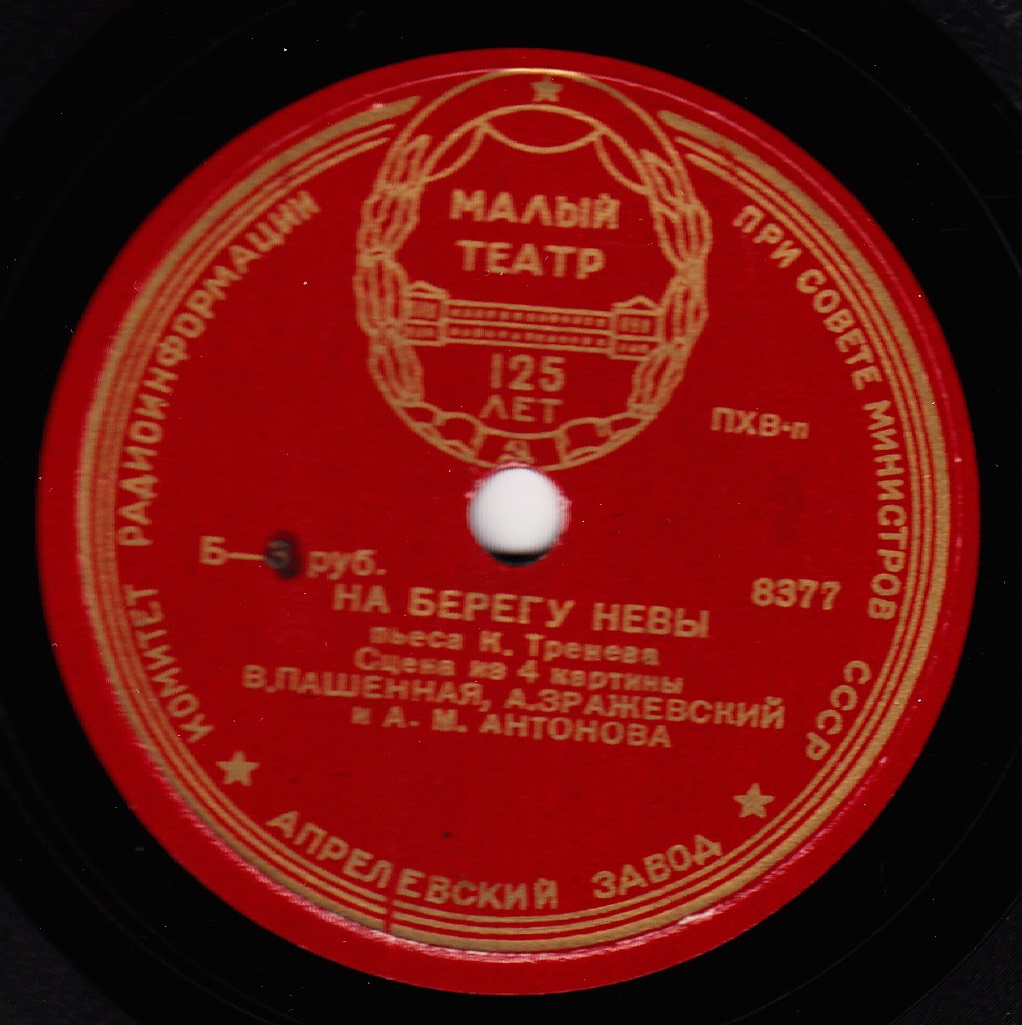 МАЛЫЙ
ТЕАТР
125
ЛЕТ
КОМИТЕТ РАДИОИНФОРМАЦИИ
ПРИ СОВЕТЕ МИНИСТРОВ СССР
ПХВ-п
Б— руб.
8377
НА БЕРЕГУ НЕВЫ
пьеса К. Тренева
Сцена из 4 картины
В.ПАШЕННАЯ, А.ЗРАЖЕВСКИЙ
и А. М. АНТОНОВА
АПРЕЛЕВСКИЙ ЗАВОД